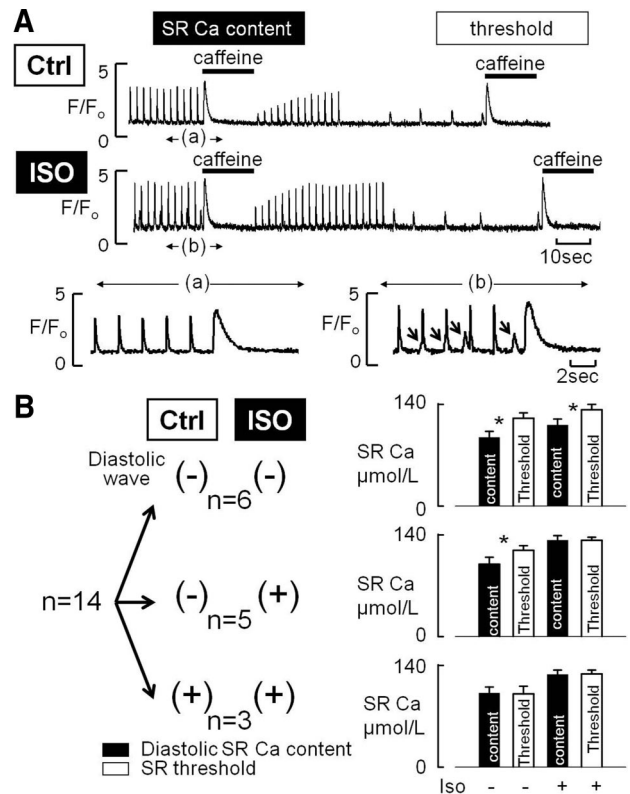 A
SR Ca content
threshold
Ctrl
caffeine
caffeine
5
F/Fo
0
(a)
ISO
caffeine
caffeine
5
F/Fo
0
(b)
10sec
(a)
(b)
5
F/Fo
0
5
F/Fo
0
2sec
B
Ctrl
ISO
Diastolic
wave
(-)
n=6
(-)
n=14
(-)
n=5
(+)
(+)
n=3
(+)
Diastolic SR Ca content
SR threshold
140
SR Ca
μmol/L
0
*
*
content
Threshold
content
Threshold
140
SR Ca
μmol/L
0
*
content
Threshold
content
Threshold
140
SR Ca
μmol/L
0
content
Threshold
content
Threshold
Iso - - + +